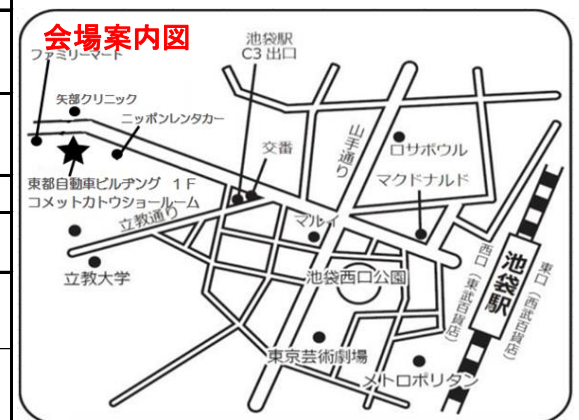 会場案内図
ファミリーマート
池袋駅
C3出口
矢部クリニック
ニッポンレンタカー
交番
山手通り
ロサボウル
マクドナルド
東都自動車ビルヂング 1F
コメットカトウショールーム
立教通り
マルイ
立教大学
池袋西口公園
西口（東武百貨店）
池袋駅
東口（西武百貨店）
東京芸術劇場
メトロポリタン